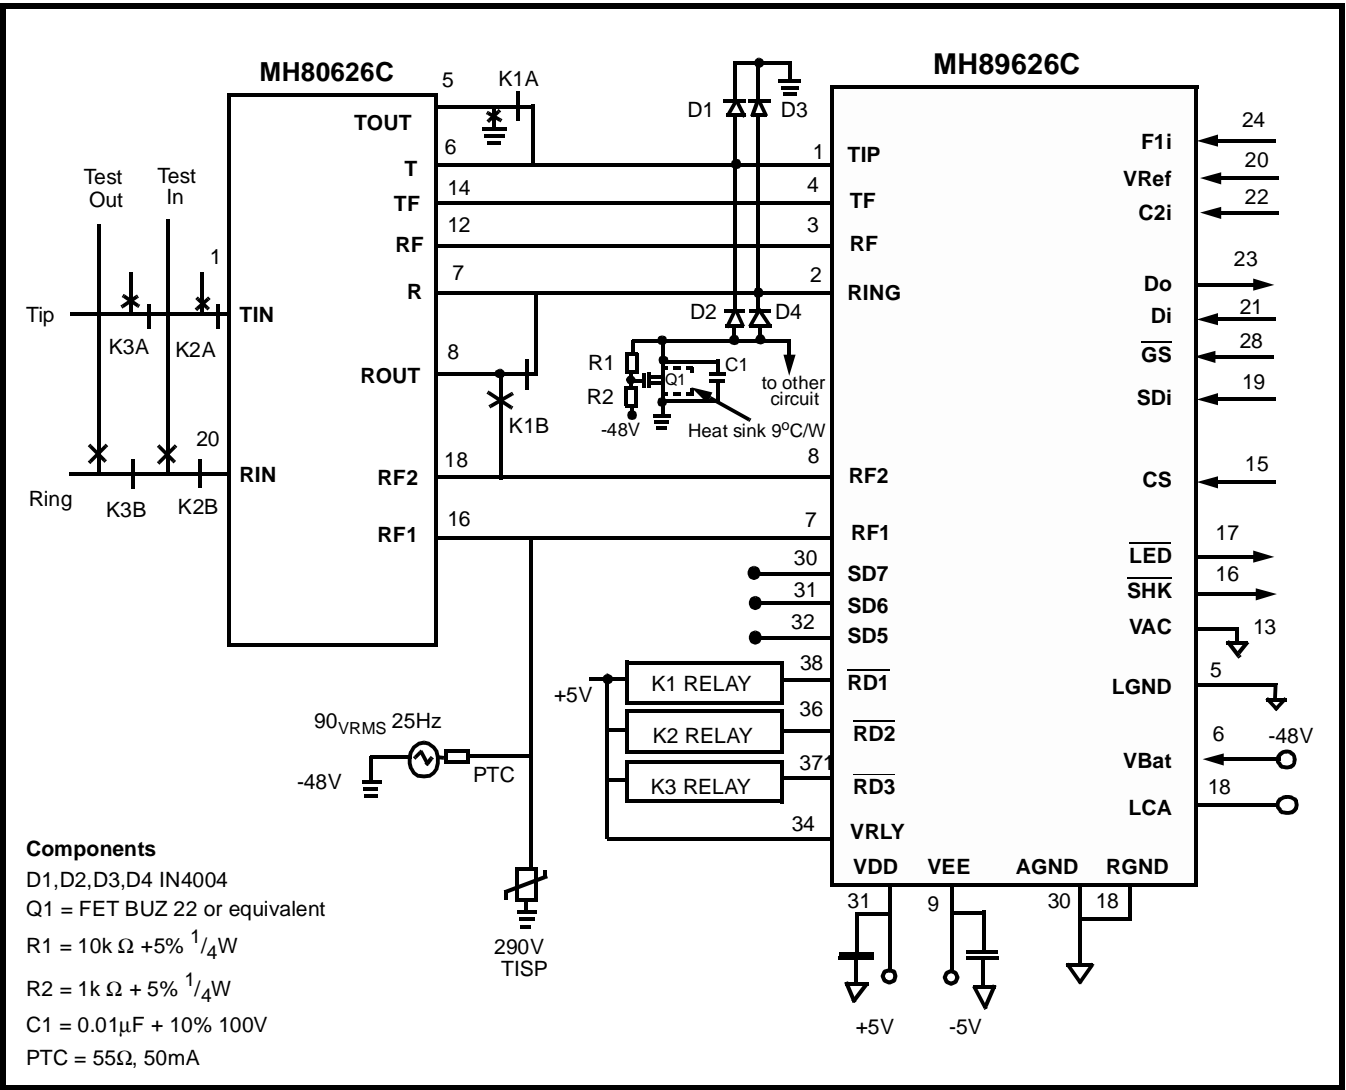 MH80626C
MH89626C
5
K1A
D1
D3
TOUT
6
T
14
TF
12
RF
7
R
8
ROUT
K1B
18
RF2
16
RF1
Test
Out
Test
In
1
Tip
TIN
K3A
K2A
20
RIN
Ring
K3B
K2B
1
TIP
4
TF
3
RF
2
RING
D2
D4
R1
R2
Q1
C1
-48V
to other
circuit
Heat sink 9°C/W
8
RF2
7
RF1
30
SD7
31
SD6
32
SD5
38
RD1
36
RD2
371
RD3
34
VRLY
+5V
K1 RELAY
K2 RELAY
K3 RELAY
24
F1i
20
VRef
22
C2i
23
Do
21
Di
28
GS
19
SDi
15
CS
17
LED
16
SHK
VAC
13
5
LGND
6
-48V
VBat
18
LCA
VDD
VEE
AGND
RGND
31
9
30
18
+5V
-5V
90VRMS 25Hz
PTC
-48V
290V
TISP
Components
D1,D2,D3,D4 IN4004
Q1 = FET BUZ 22 or equivalent
R1 = 10k Ω +5% 1/4W
R2 = 1k Ω + 5% 1/4W
C1 = 0.01μF + 10% 100V
PTC = 55Ω, 50mA